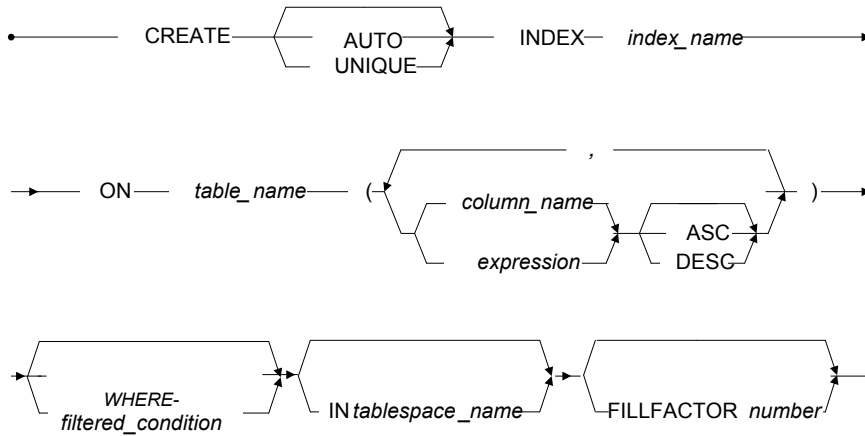 CREATE AUTO INDEX index_name
UNIQUE
,
ON table_name ( column_name ASC )
expression DESC
WHERE-
filtered_condition IN tablespace_name FILLFACTOR number